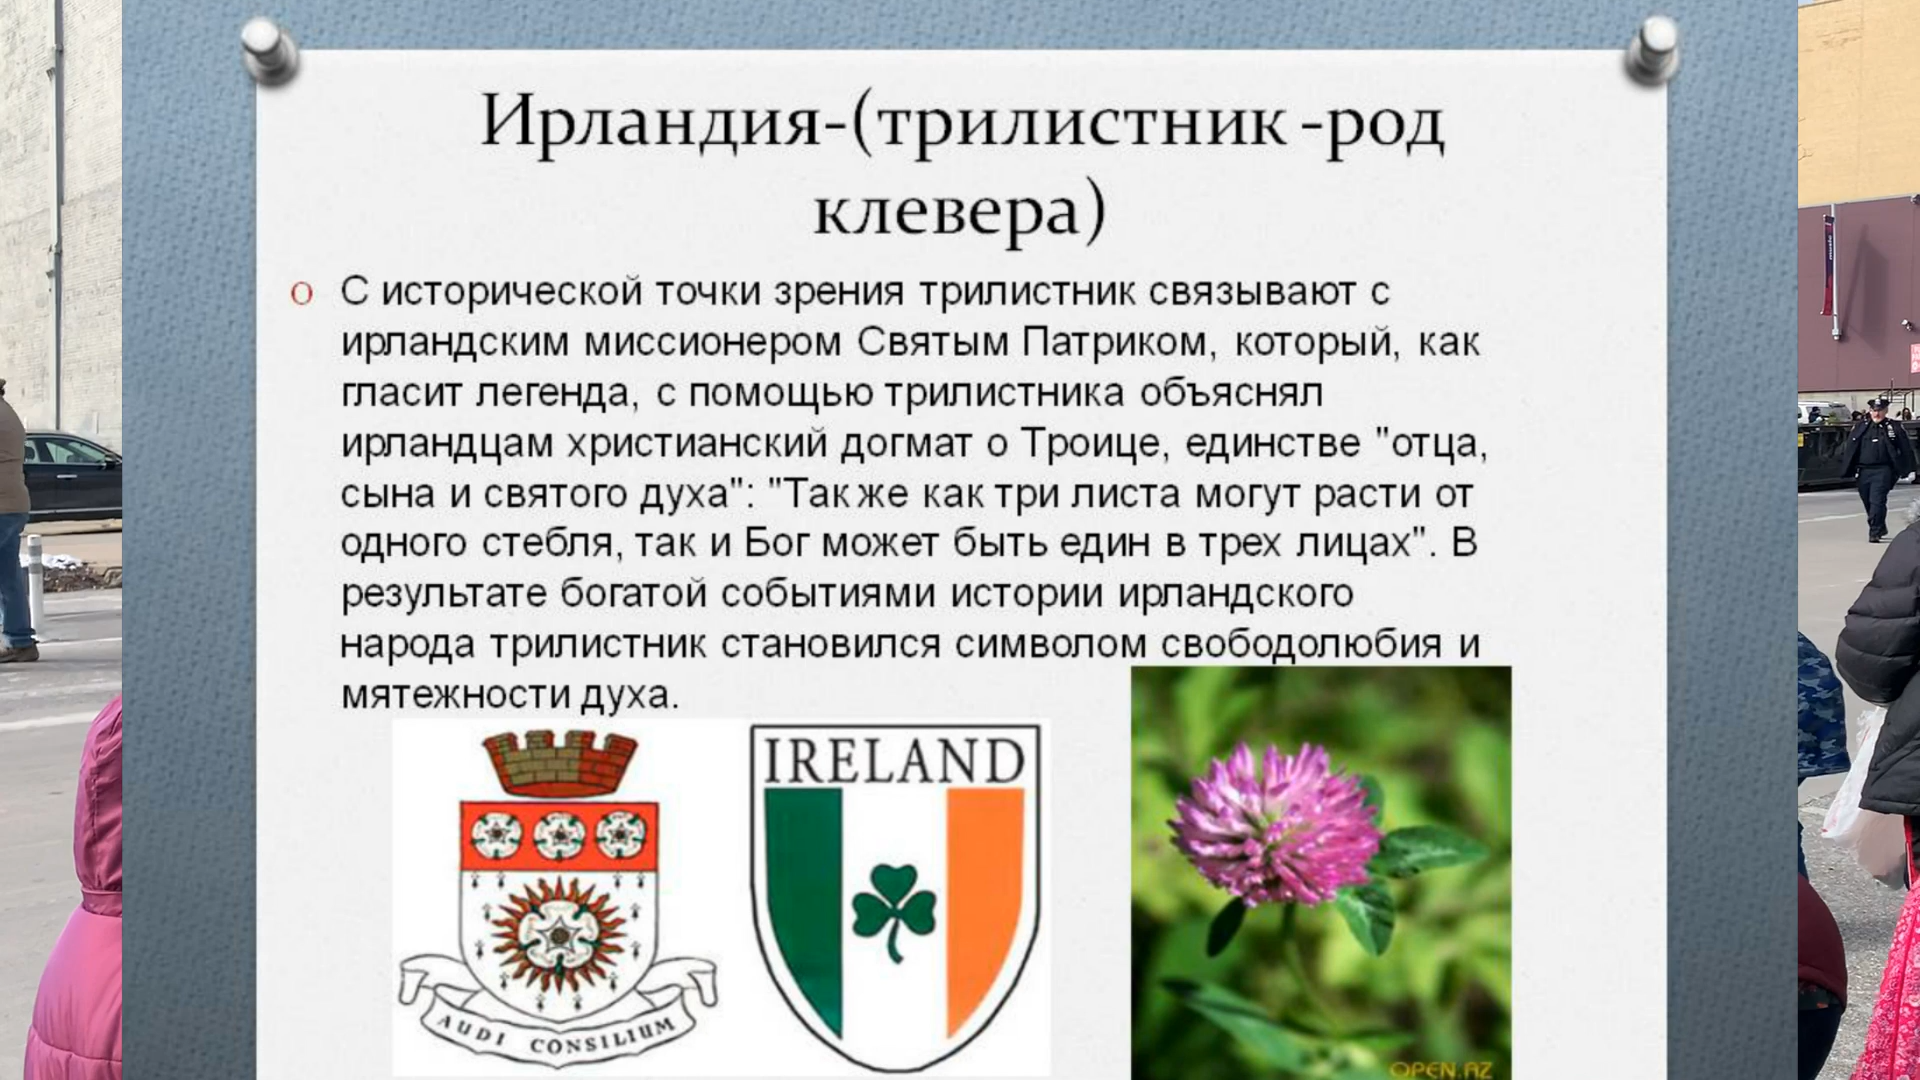 Ирландия-(трилистник -род
клевера)
С исторической точки зрения трилистник связывают с
ирландским миссионером Святым Патриком, который, как
гласит легенда, с помощью трилистника объяснял
ирландцам христианский догмат о Троице, единстве "отца,
сына и святого духа": "Так же как три листа могут расти от
одного стебля, так и Бог может быть един в трех лицах". В
результате богатой событиями истории ирландского
народа трилистник становился символом свободолюбия и
мятежности духа.
IRELAND
AUDI CONSILIUM
OPEN.AZ